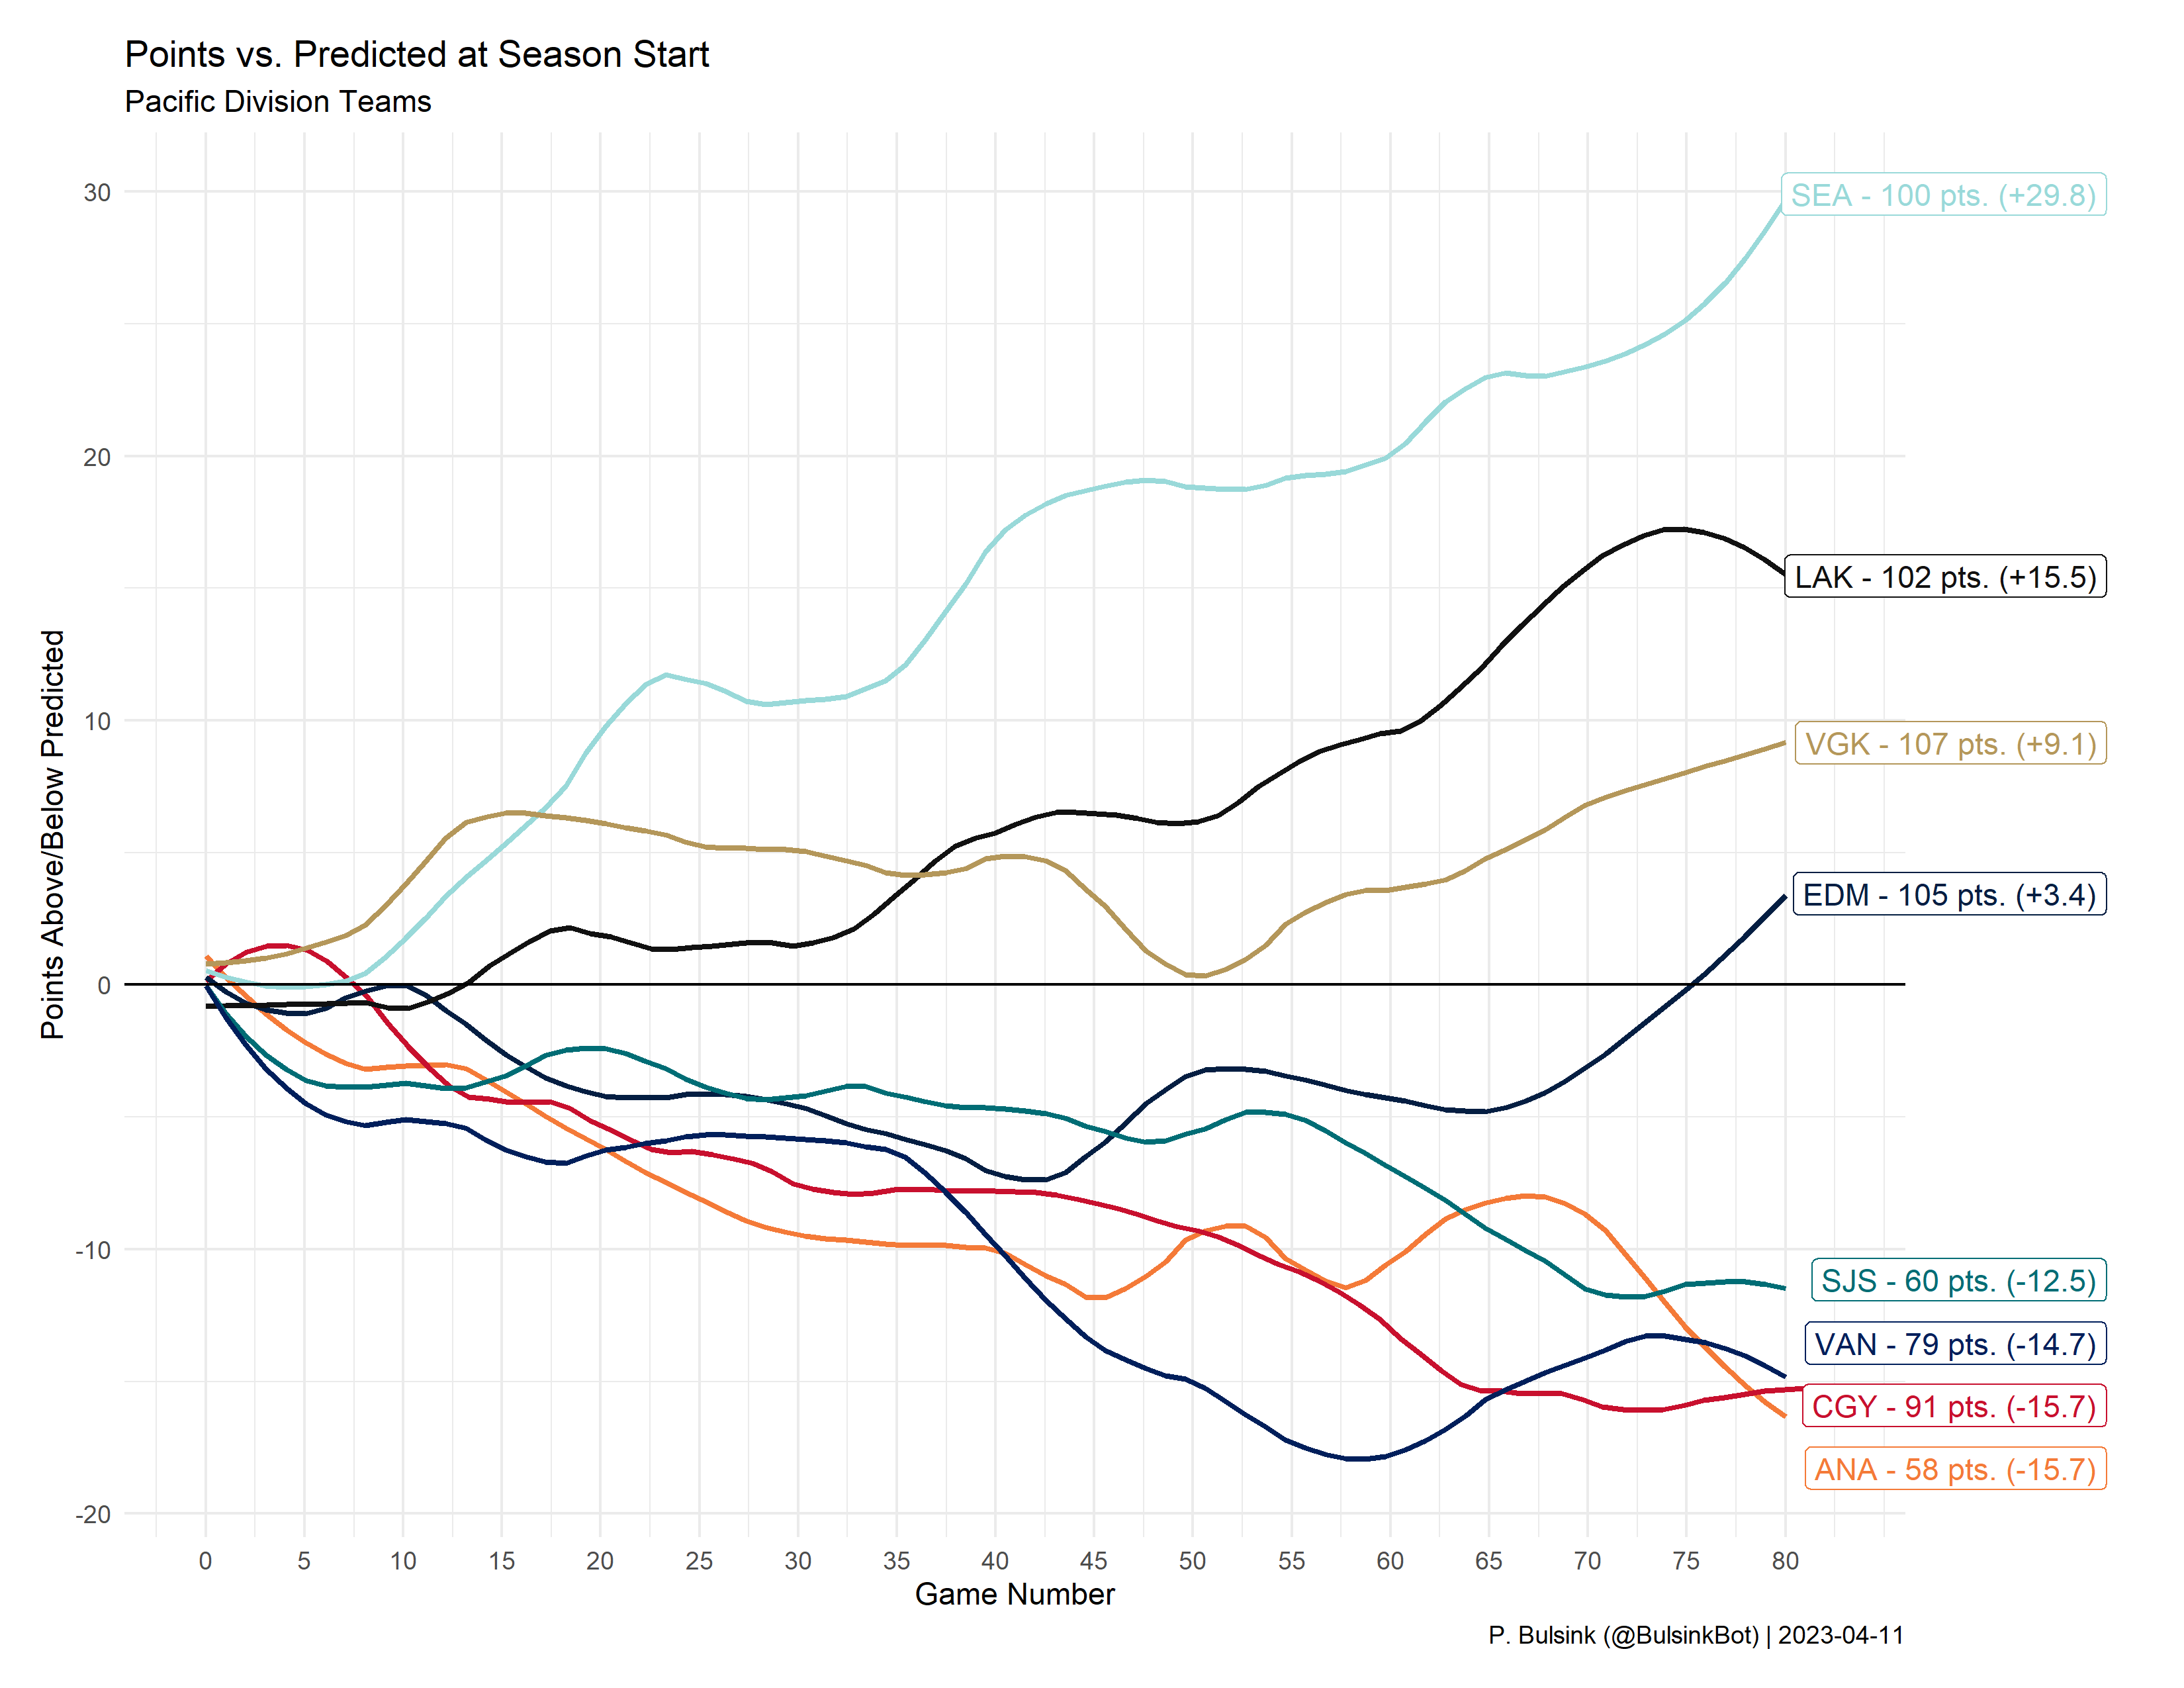 Points vs. Predicted at Season Start
Pacific Division Teams
Points Above/Below Predicted
30
20
10
0
-10
-20
SEA - 100 pts. (+29.8)
LAK - 102 pts. (+15.5)
VGK - 107 pts. (+9.1)
EDM - 105 pts. (+3.4)
SJS - 60 pts. (-12.5)
VAN - 79 pts. (-14.7)
CGY - 91 pts. (-15.7)
ANA - 58 pts. (-15.7)
0 5 10 15 20 25 30 35 40 45 50 55 60 65 70 75 80
Game Number
P. Bulsink (@BulsinkBot) | 2023-04-11